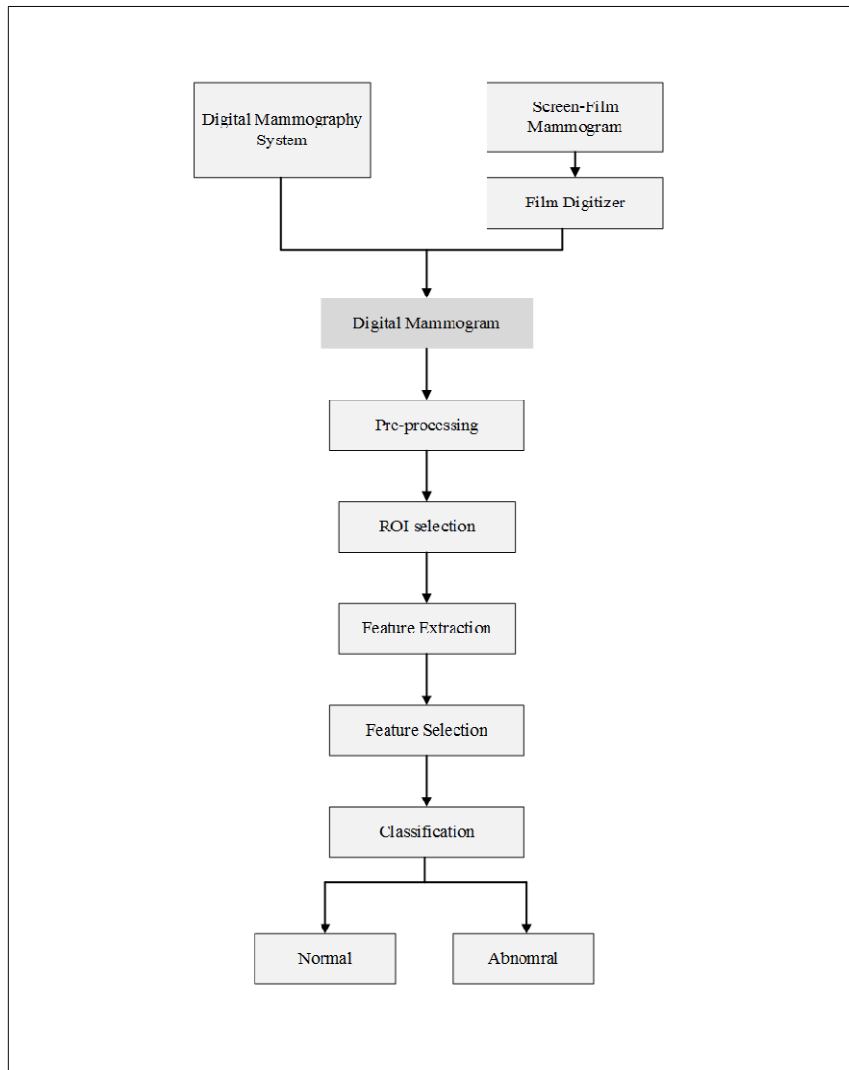 Digital Mammography
System
Screen-Film
Mammogram
Film Digitizer
Digital Mammogram
Pre-processing
ROI selection
Feature Extraction
Feature Selection
Classification
Normal
Abnomral